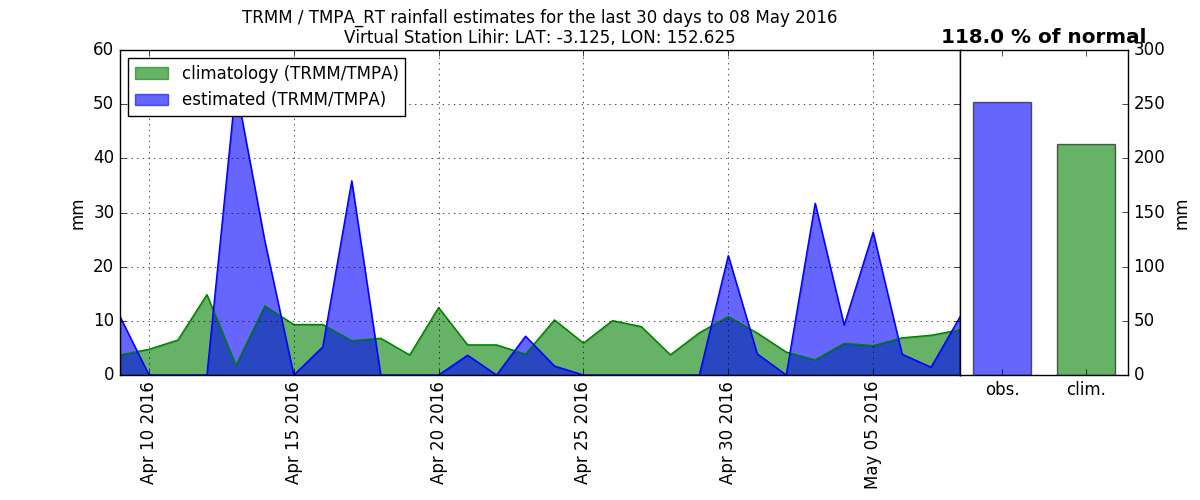 TRMM / TMPA_RT rainfall estimates for the last 30 days to 08 May 2016
Virtual Station Lihir: LAT: -3.125, LON: 152.625
118.0 % of normal
climatology (TRMM/TMPA)
estimated (TRMM/TMPA)
60
50
40
30
20
10
0
mm
Apr 10 2016
Apr 15 2016
Apr 20 2016
Apr 25 2016
Apr 30 2016
May 05 2016
obs.
clim.
300
250
200
150
100
50
0
mm